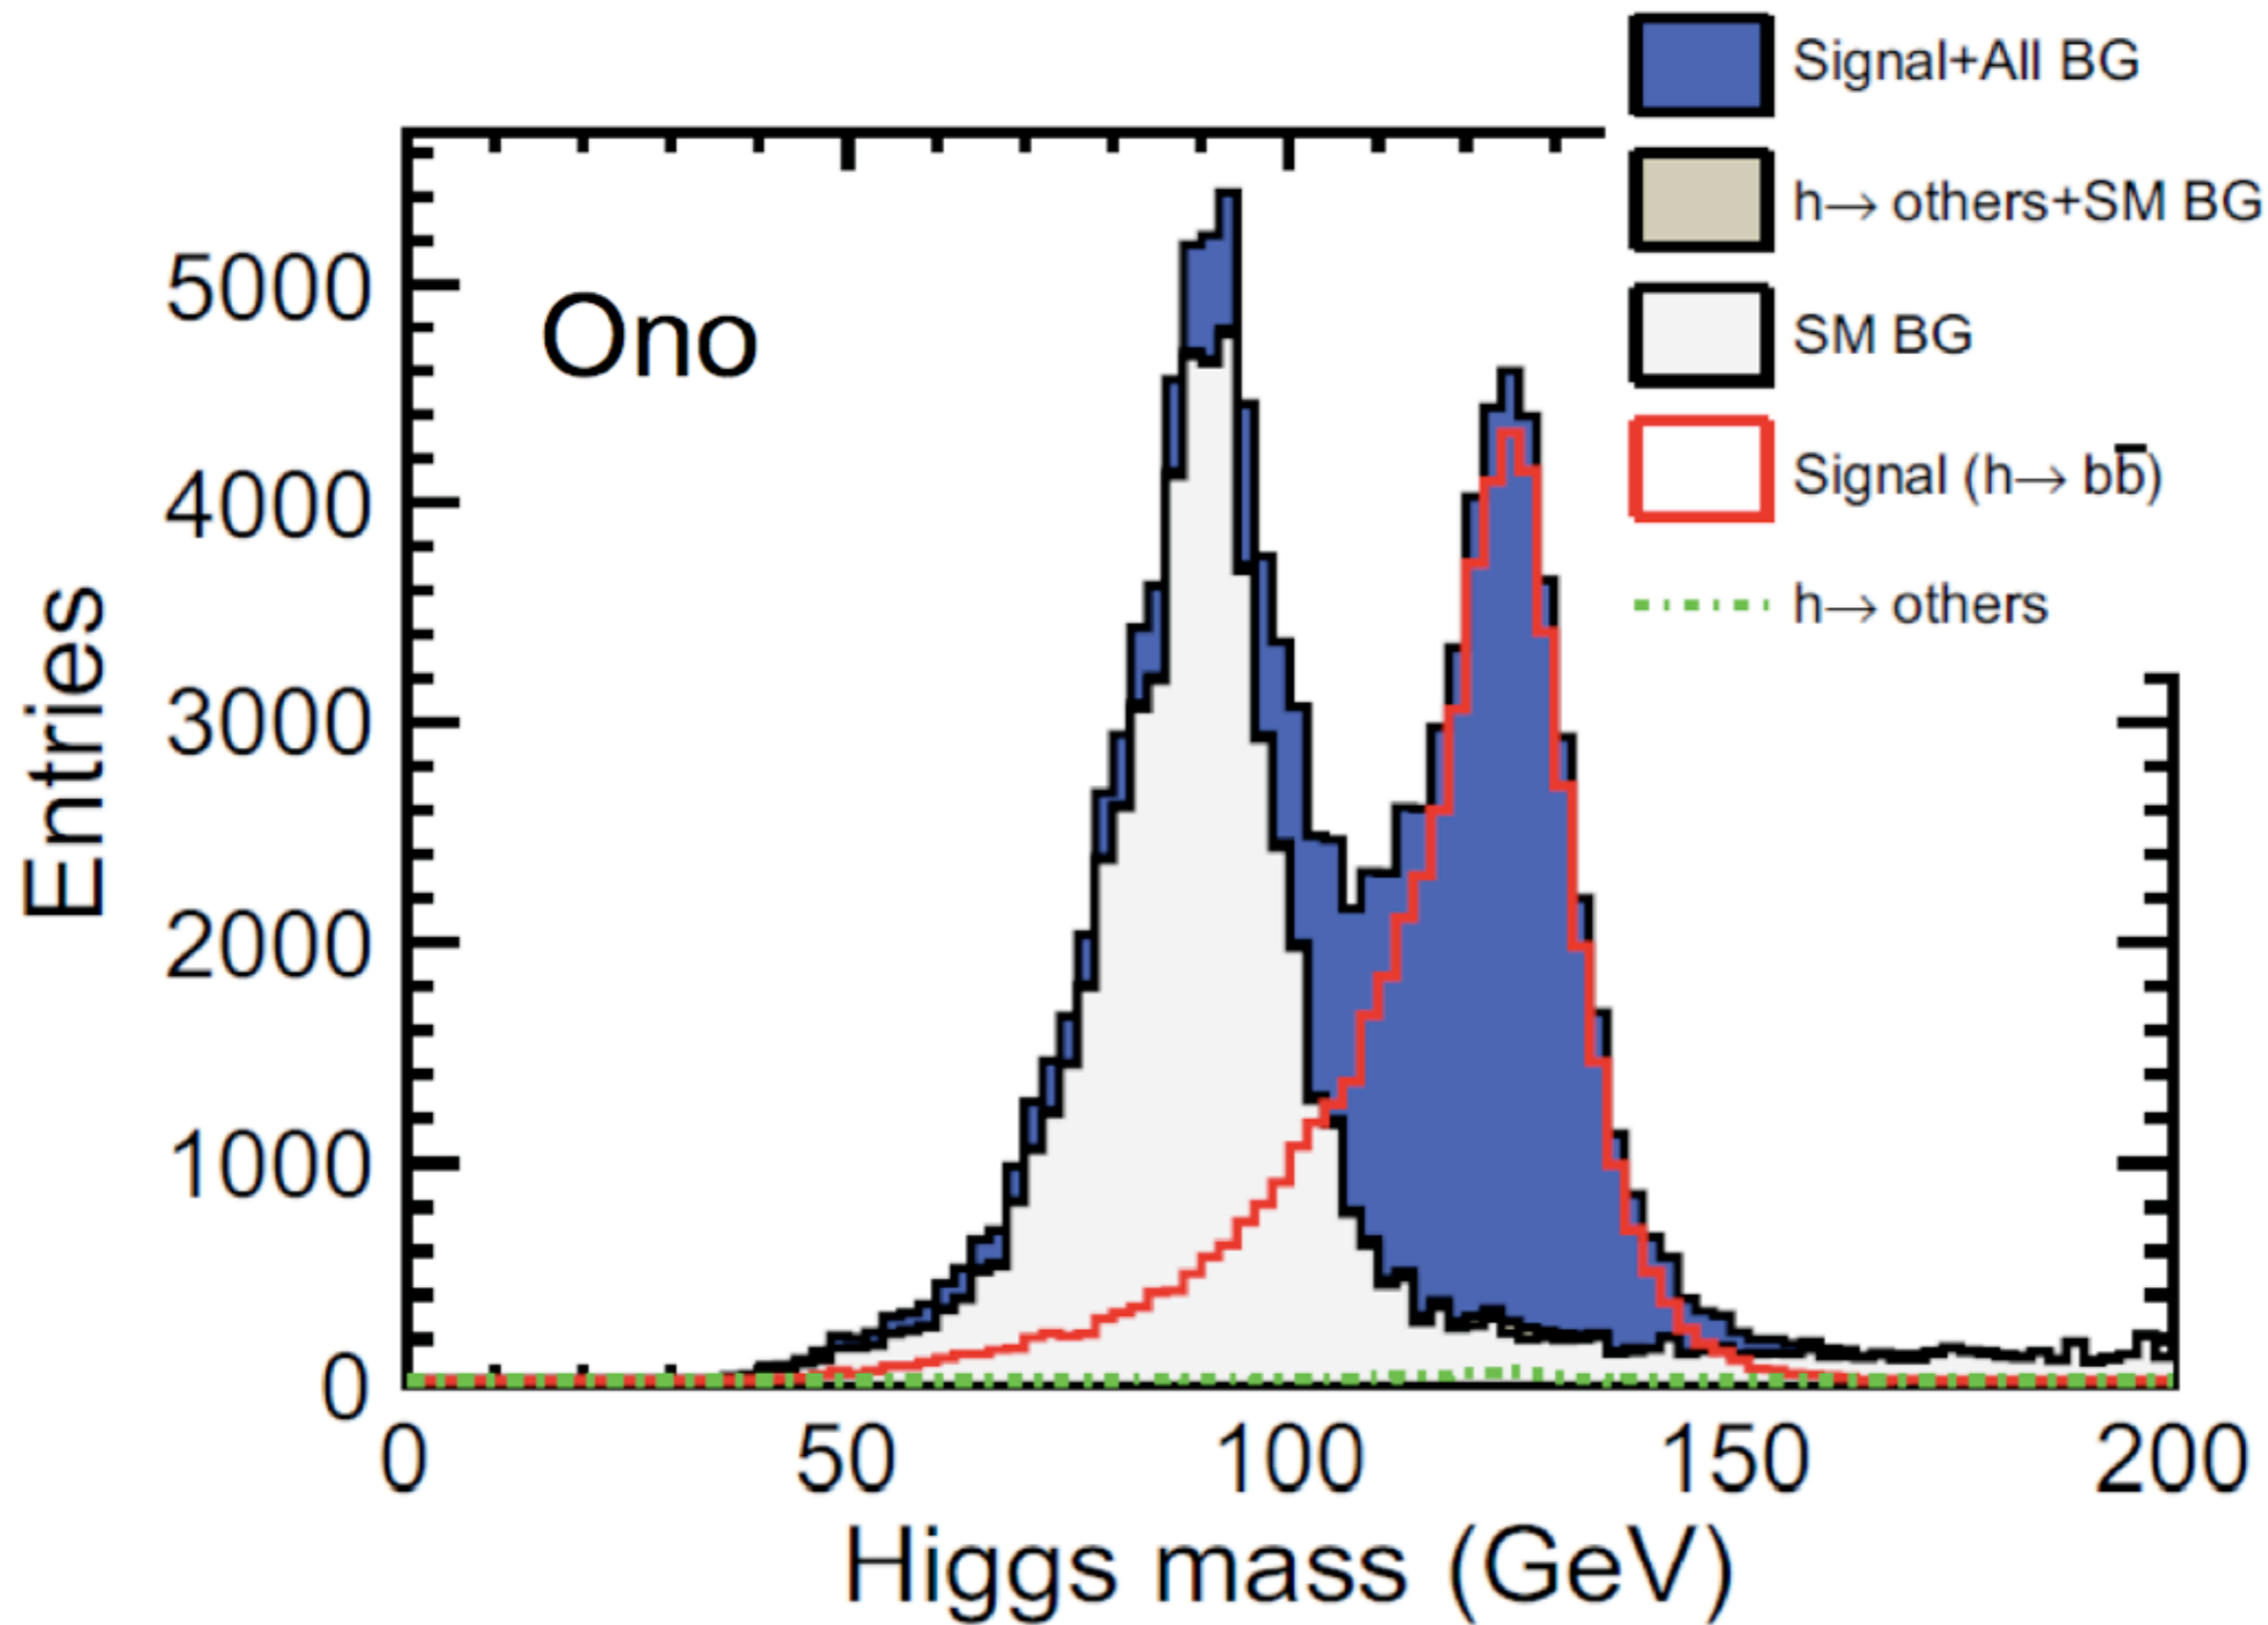 Signal+All BG
h→ others+SM BG
SM BG
Signal (h→ bb̅)
h→ others
Ono
Entries
5000
4000
3000
2000
1000
0
0 50 100 150 200
Higgs mass (GeV)